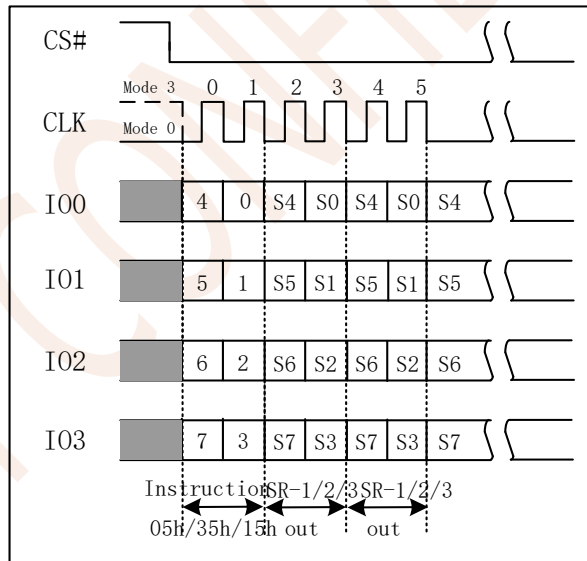 CS#
Mode 3 0 1 2 3 4 5
CLK
Mode 0
IO0 4 0 S4 S0 S4 S0 S4
IO1 5 1 S5 S1 S5 S1 S5
IO2 6 2 S6 S2 S6 S2 S6
IO3 7 3 S7 S3 S7 S3 S7
Instruction SR-1/2/3 SR-1/2/3
05h/35h/15h out out